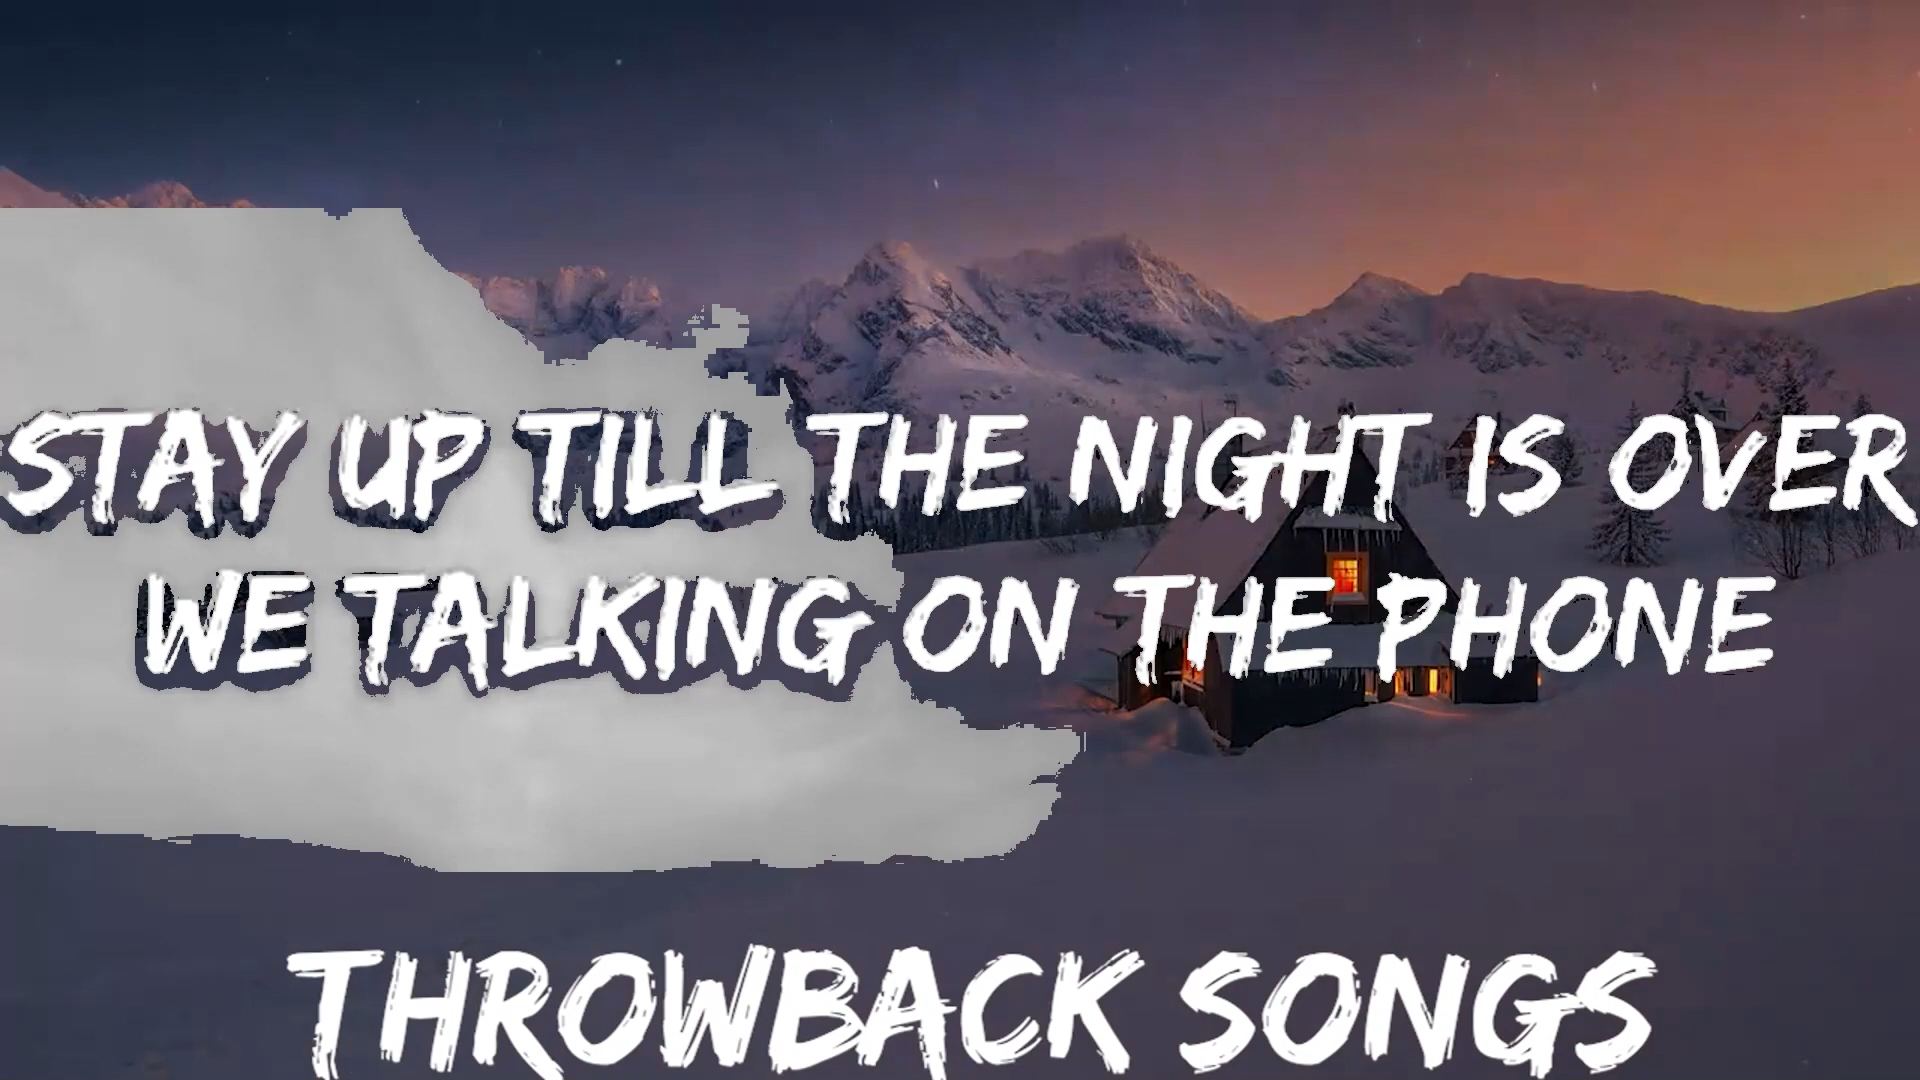 STAY UP TILL THE NIGHT IS OVER
WE TALKING ON THE PHONE
THROWBACK SONGS